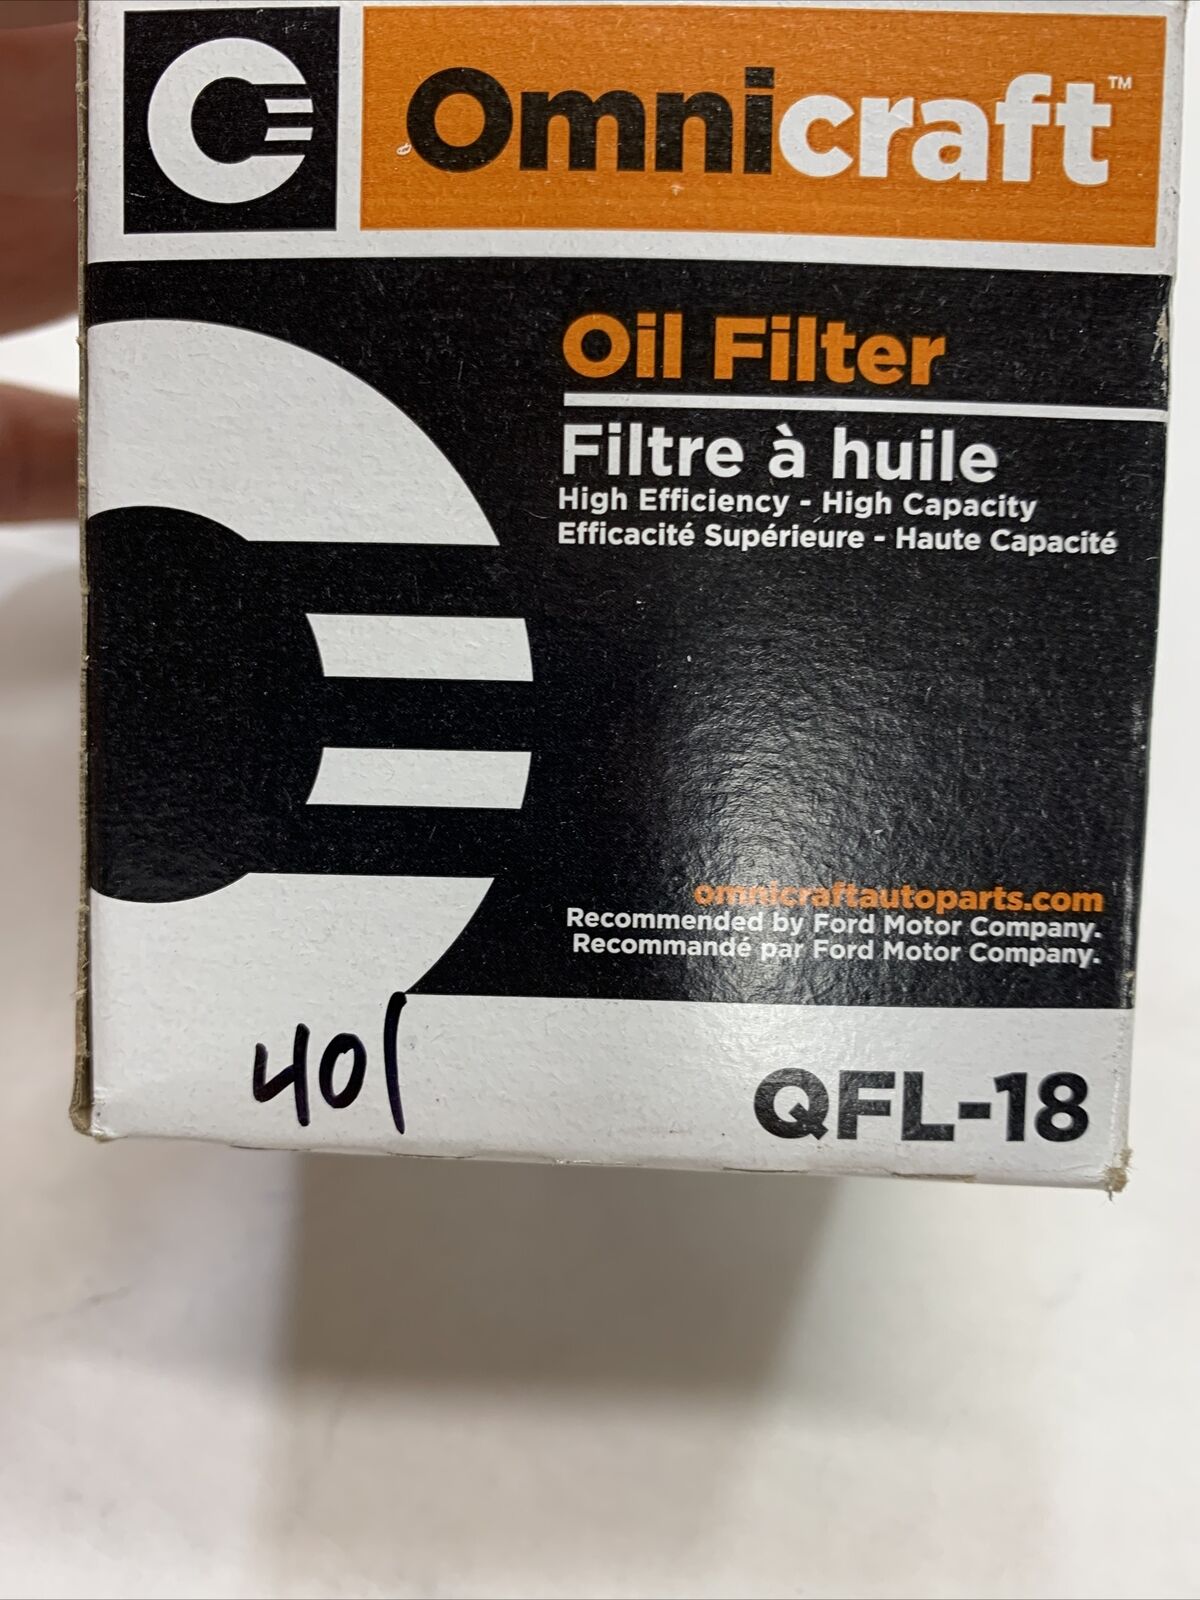 Omnicraft™
Oil Filter
Filtre à huile
High Efficiency - High Capacity
Efficacité Supérieure - Haute Capacité
omnicraftautoparts.com
Recommended by Ford Motor Company.
Recommandé par Ford Motor Company.
401
QFL-18